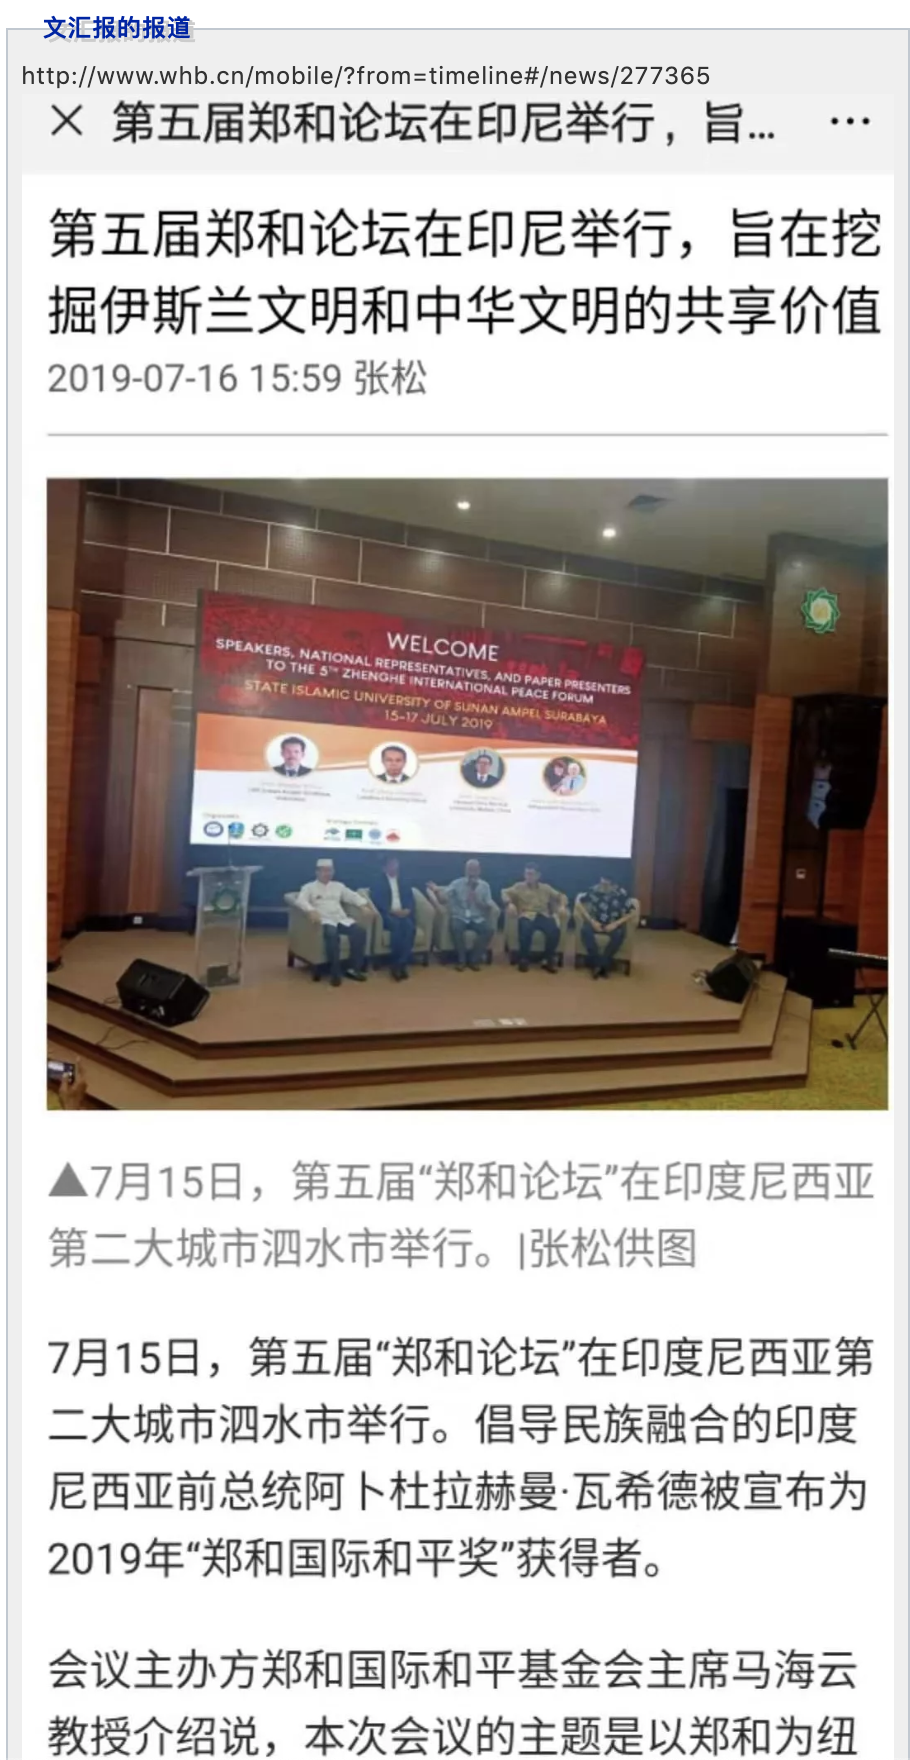 文汇报的报道
http://www.whb.cn/mobile/?from=timeline#/news/277365
第五届郑和论坛在印尼举行，旨...
第五届郑和论坛在印尼举行，旨在挖
掘伊斯兰文明和中华文明的共享价值
2019-07-16 15:59 张松
WELCOME
SPEAKERS, NATIONAL REPRESENTATIVES, AND PAPER PRESENTERS
TO THE 5TH ZHENGHE INTERNATIONAL PEACE FORUM
STATE ISLAMIC UNIVERSITY OF SUNAN AMPEL SURABAYA
15-17 JULY 2019
▲7月15日，第五届“郑和论坛”在印度尼西亚
第二大城市泗水市举行。|张松供图
7月15日，第五届“郑和论坛”在印度尼西亚第
二大城市泗水市举行。倡导民族融合的印度
尼西亚前总统阿卜杜拉赫曼·瓦希德被宣布为
2019年“郑和国际和平奖”获得者。
会议主办方郑和国际和平基金会主席马海云
教授介绍说，本次会议的主题是以郑和为纽